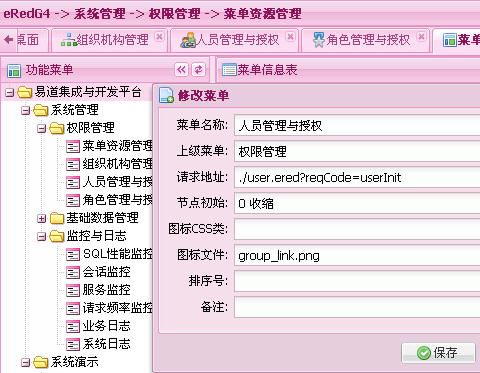 eRedG4 -> 系统管理 -> 权限管理 -> 菜单资源管理
桌面 组织机构管理 人员管理与授权 角色管理与授权 菜单
功能菜单 菜单信息表
易道集成与开发平台
系统管理
权限管理
菜单资源管理
组织机构管理
人员管理与授
角色管理与授
基础数据管理
监控与日志
SQL性能监控
会话监控
服务监控
请求频率监控
业务日志
系统日志
系统演示
修改菜单
菜单名称: 人员管理与授权
上级菜单: 权限管理
请求地址: ./user.ered?reqCode=userInit
节点初始: 0 收缩
图标CSS类:
图标文件: group_link.png
排序号:
备注:
保存